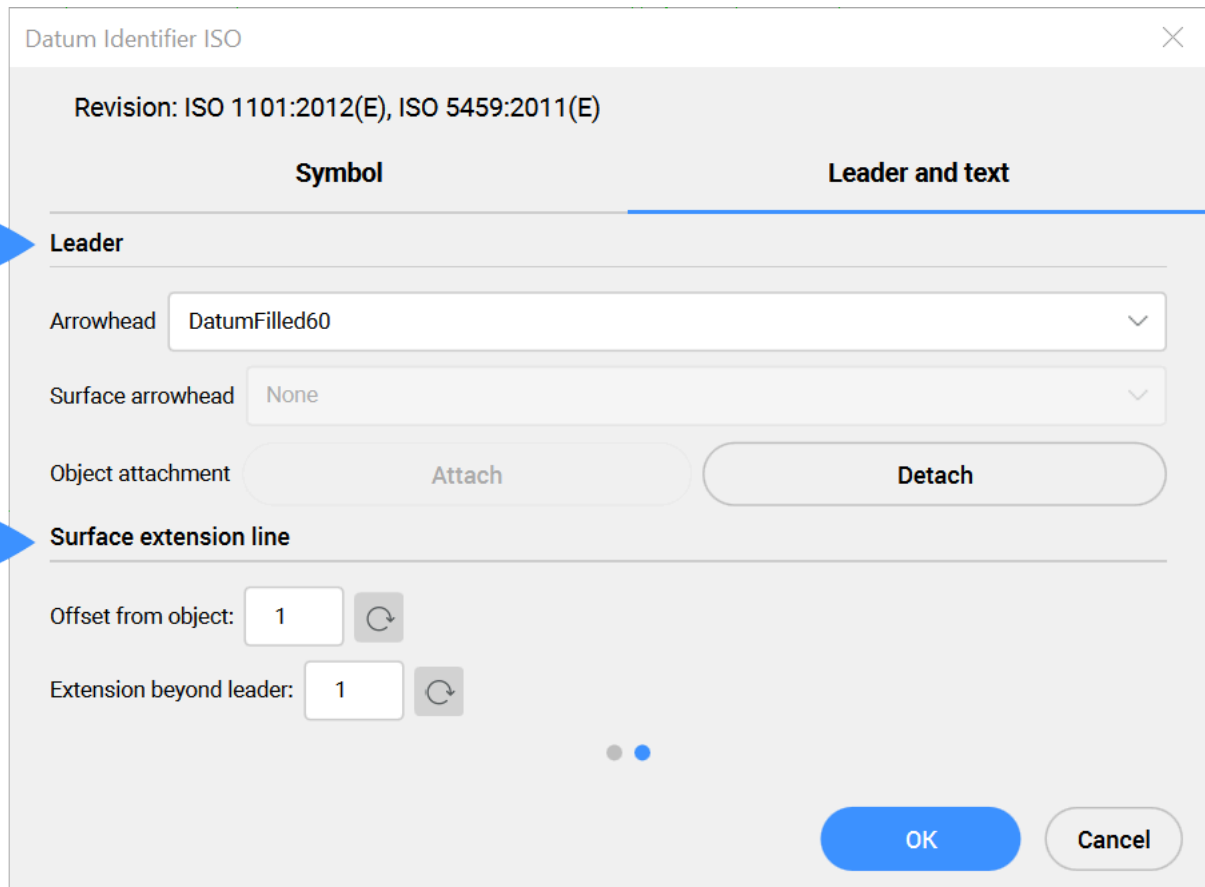 Datum Identifier ISO
Revision: ISO 1101:2012(E), ISO 5459:2011(E)
Symbol Leader and text
Leader
Arrowhead DatumFilled60
Surface arrowhead None
Object attachment Attach Detach
Surface extension line
Offset from object: 1
Extension beyond leader: 1
OK Cancel